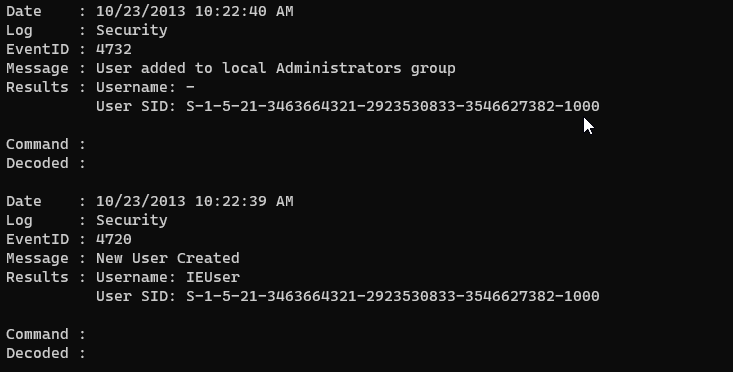 Date    : 10/23/2013 10:22:40 AM
Log     : Security
EventID : 4732
Message : User added to local Administrators group
Results : Username: -
          User SID: S-1-5-21-3463664321-2923530833-3546627382-1000
Command :
Decoded :
Date    : 10/23/2013 10:22:39 AM
Log     : Security
EventID : 4720
Message : New User Created
Results : Username: IEUser
          User SID: S-1-5-21-3463664321-2923530833-3546627382-1000
Command :
Decoded :